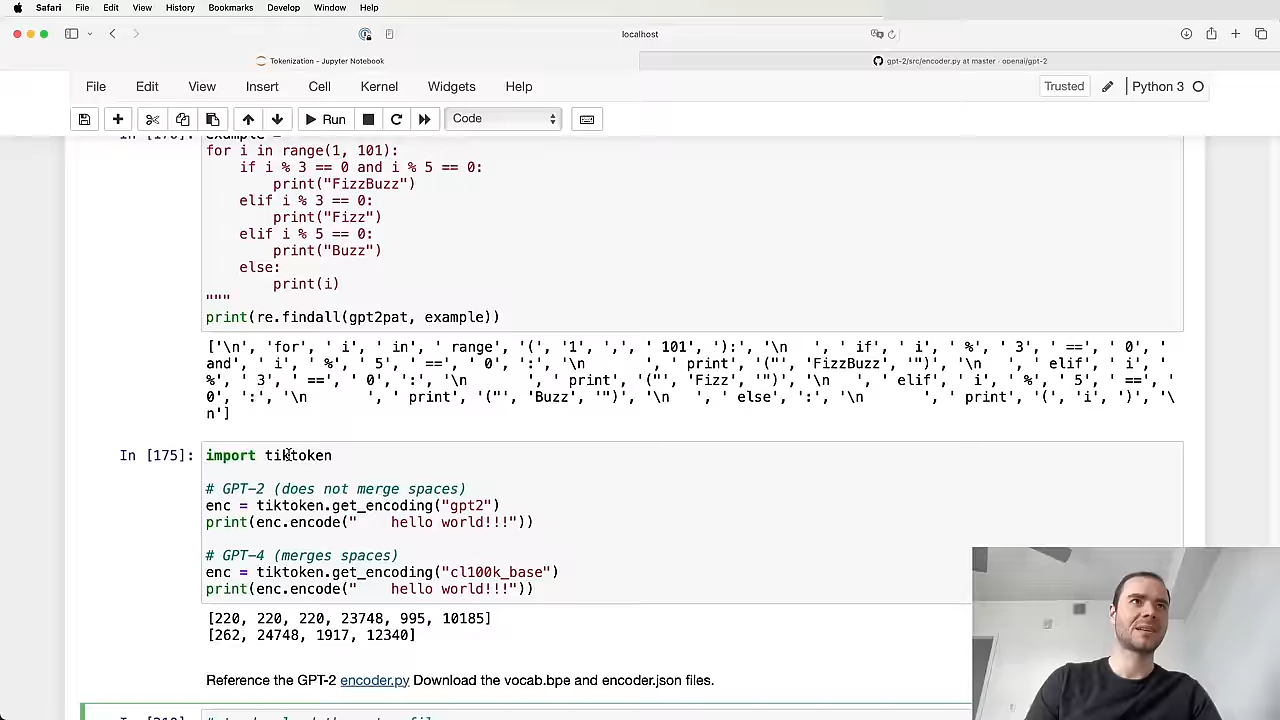 Safari File Edit View History Bookmarks Develop Window Help
localhost
Tokenization - Jupyter Notebook
gpt-2/src/encoder.py at master · openai/gpt-2
File Edit View Insert Cell Kernel Widgets Help
Trusted
Python 3
Run
Code
for i in range(1, 101):
    if i % 3 == 0 and i % 5 == 0:
        print("FizzBuzz")
    elif i % 3 == 0:
        print("Fizz")
    elif i % 5 == 0:
        print("Buzz")
    else:
        print(i)
"""
print(re.findall(gpt2pat, example))
['\n', 'for', ' i', ' in', ' range', '(', '1', ',', ' 101', '):', '\n   ', ' if', ' i', ' %', ' 3', ' ==', ' 0', '
and', ' i', ' %', ' 5', ' ==', ' 0', ':', '\n       ', ' print', '("', 'FizzBuzz', '")', '\n   ', ' elif', ' i', '
%', ' 3', ' ==', ' 0', ':', '\n       ', ' print', '("', 'Fizz', '")', '\n   ', ' elif', ' i', ' %', ' 5', ' ==', '
0', ':', '\n       ', ' print', '("', 'Buzz', '")', '\n   ', ' else', ':', '\n       ', ' print', '(', 'i', ')', '\
n']
In [175]:
import tiktoken
# GPT-2 (does not merge spaces)
enc = tiktoken.get_encoding("gpt2")
print(enc.encode("    hello world!!!"))
# GPT-4 (merges spaces)
enc = tiktoken.get_encoding("cl100k_base")
print(enc.encode("    hello world!!!"))
[220, 220, 220, 23748, 995, 10185]
[262, 24748, 1917, 12340]
Reference the GPT-2 encoder.py Download the vocab.bpe and encoder.json files.